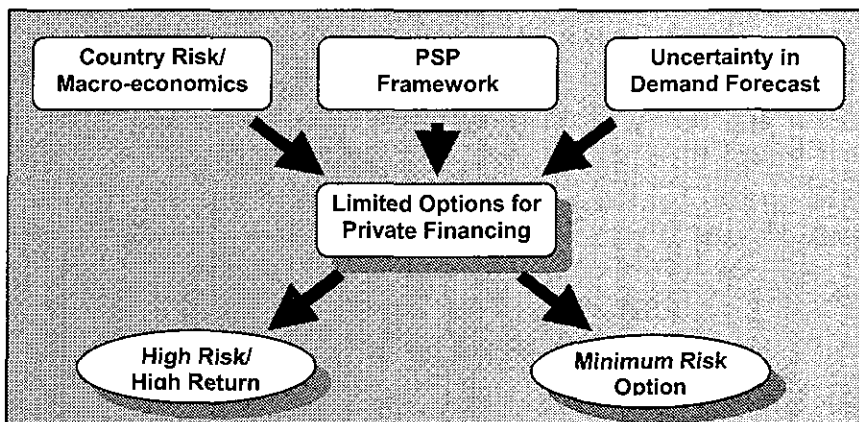 Country Risk/
Macro-economics
PSP
Framework
Uncertainty in
Demand Forecast
Limited Options for
Private Financing
High Risk/
High Return
Minimum Risk
Option